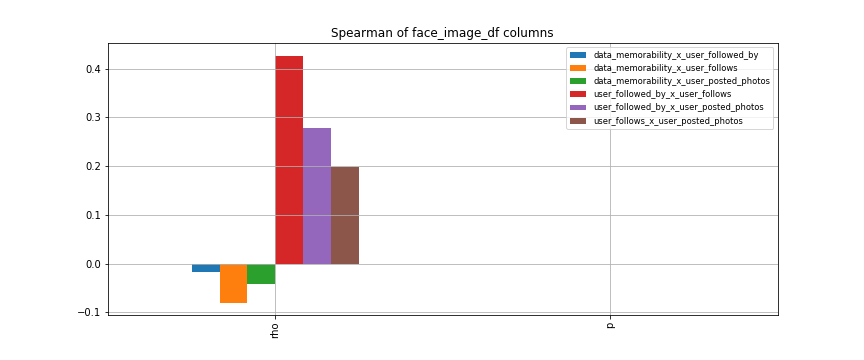 Spearman of face_image_df columns
data_memorability_x_user_followed_by
data_memorability_x_user_follows
data_memorability_x_user_posted_photos
user_followed_by_x_user_follows
user_followed_by_x_user_posted_photos
user_follows_x_user_posted_photos
0.4
0.3
0.2
0.1
0.0
−0.1
rho
p